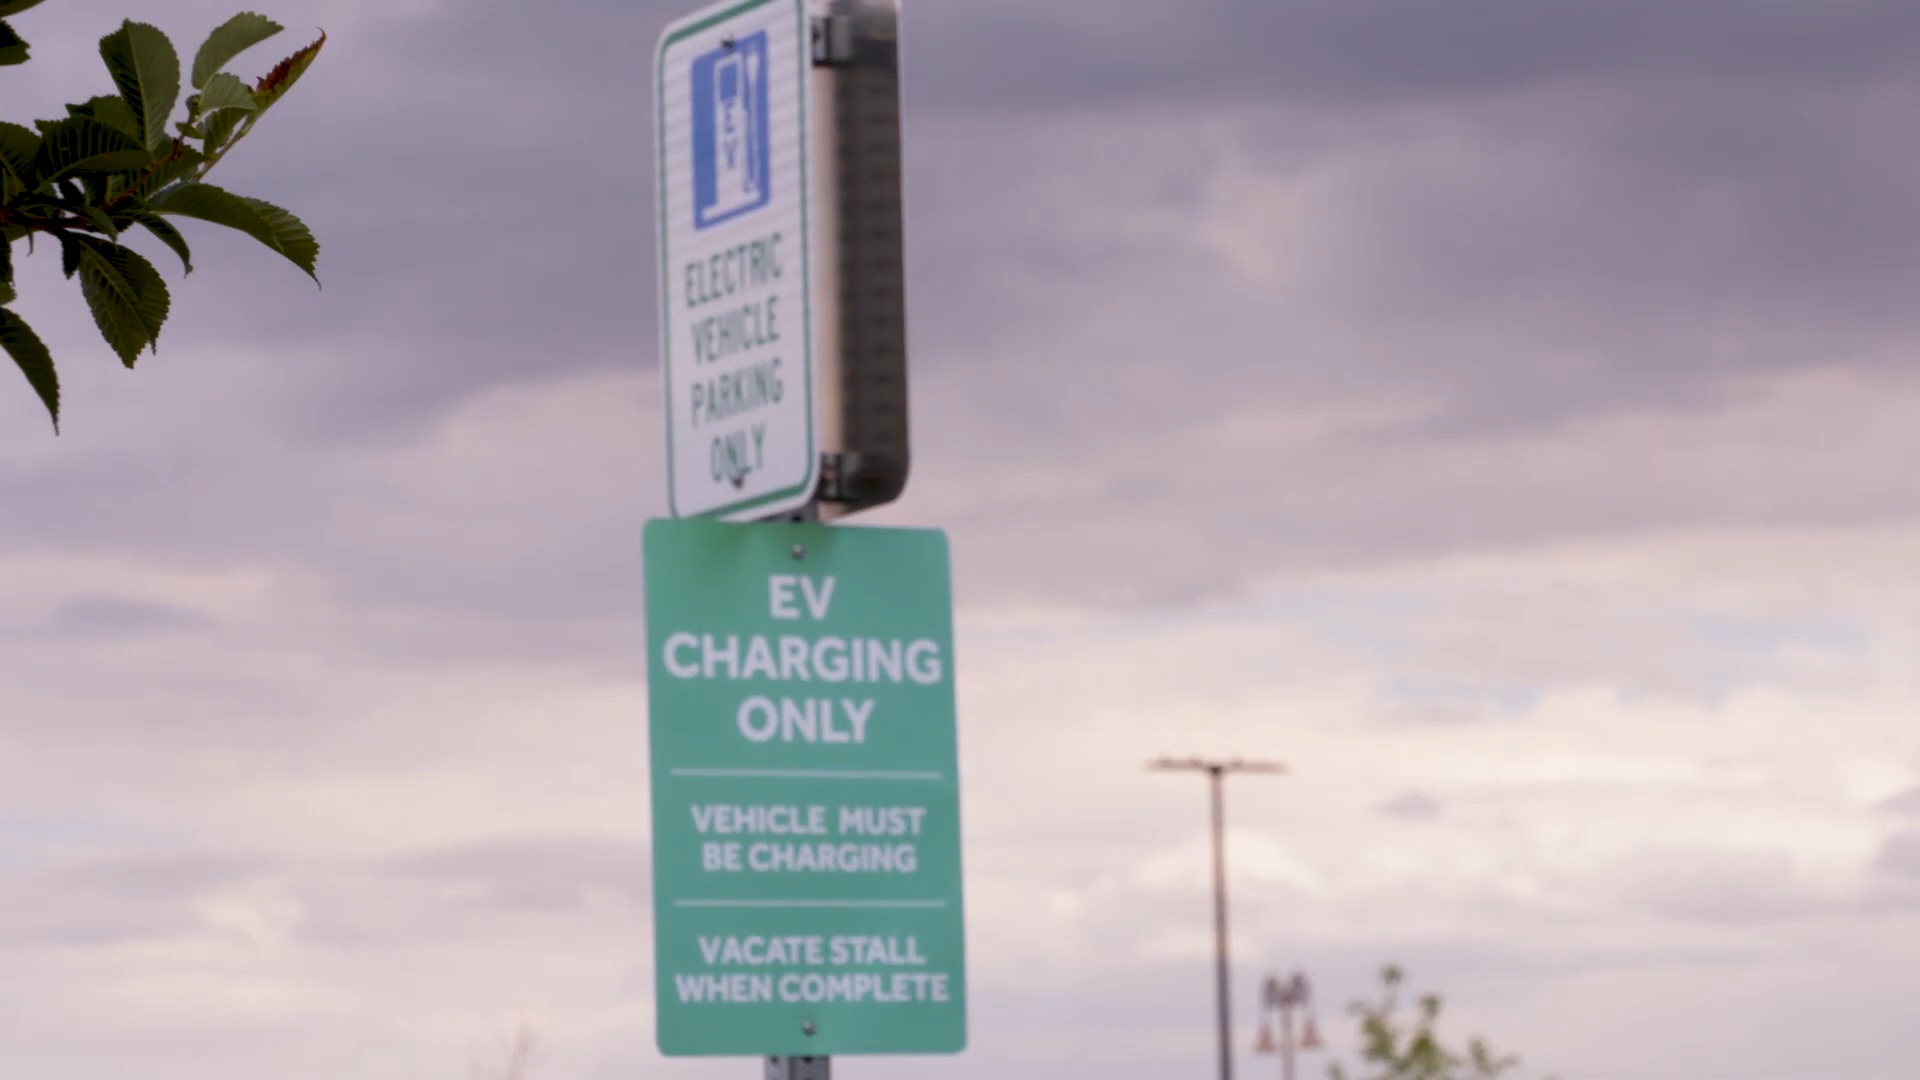 EV
ELECTRIC
VEHICLE
PARKING
ONLY
EV
CHARGING
ONLY
VEHICLE MUST
BE CHARGING
VACATE STALL
WHEN COMPLETE